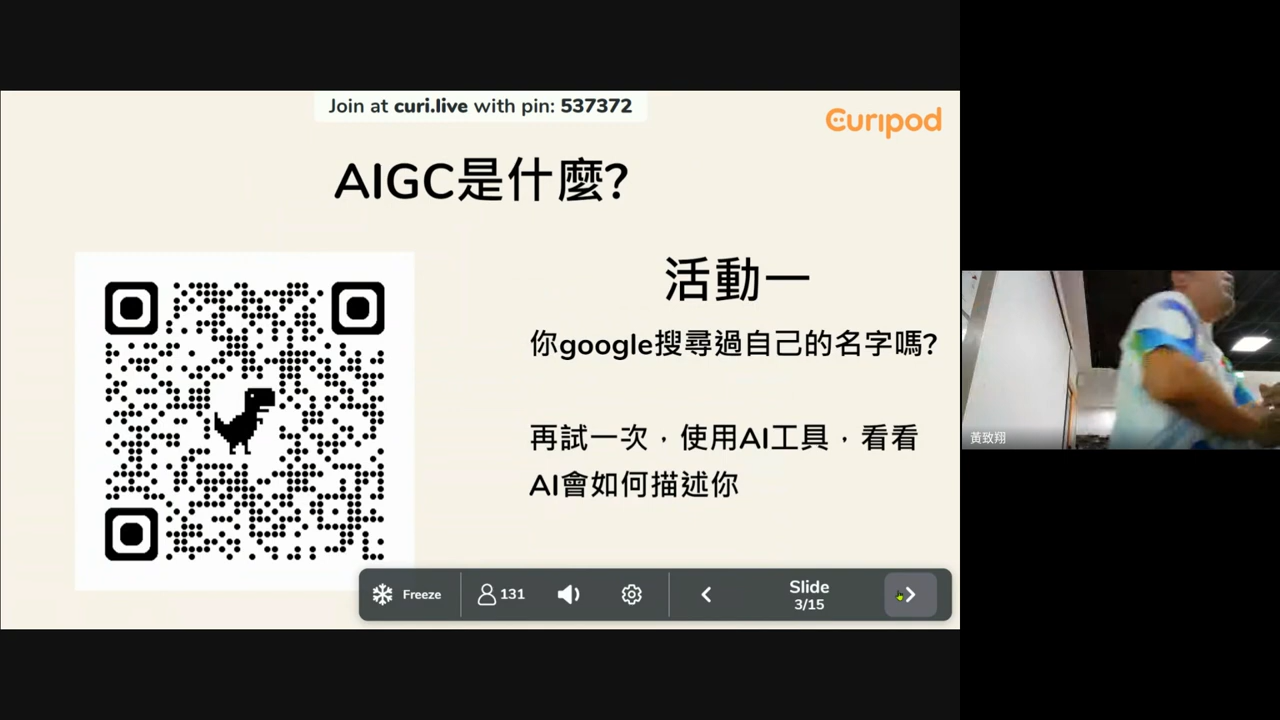 Join at curi.live with pin: 537372
Curipod
AIGC是什麼?
活動一
你google搜尋過自己的名字嗎?
再試一次，使用AI工具，看看
AI會如何描述你
Freeze
131
Slide
3/15
黃致翔